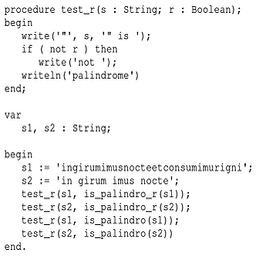 procedure test_r(s : String; r : Boolean);
begin
   write('"', s, '" is ');
   if ( not r ) then
      write('not ');
   writeln('palindrome')
end;

var
   s1, s2 : String;

begin
   s1 := 'ingirumimusnocteetconsumimurigni';
   s2 := 'in girum imus nocte';
   test_r(s1, is_palindro_r(s1));
   test_r(s2, is_palindro_r(s2));
   test_r(s1, is_palindro(s1));
   test_r(s2, is_palindro(s2))
end.